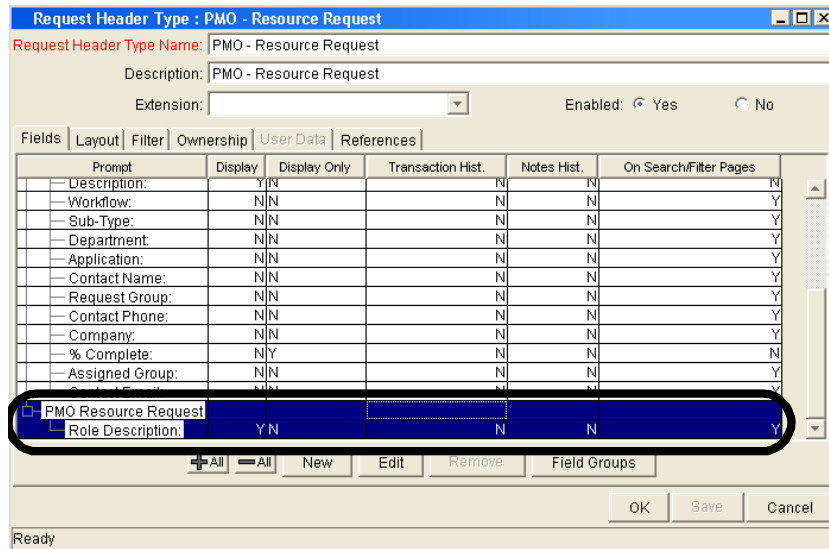 Request Header Type : PMO - Resource Request
Request Header Type Name: PMO - Resource Request
Description: PMO - Resource Request
Extension: Enabled: Yes No
Fields Layout Filter Ownership User Data References
Prompt Display Display Only Transaction Hist. Notes Hist. On Search/Filter Pages
Description: Y N N N N
Workflow: N N N N Y
Sub-Type: N N N N Y
Department: N N N N Y
Application: N N N N Y
Contact Name: N N N N Y
Request Group: N N N N Y
Contact Phone: N N N N Y
Company: N N N N Y
% Complete: N Y N N N
Assigned Group: N N N N Y
Contact Email: N N N N Y
PMO Resource Request
Role Description: Y N N N Y
All All New Edit Remove Field Groups
OK Save Cancel
Ready